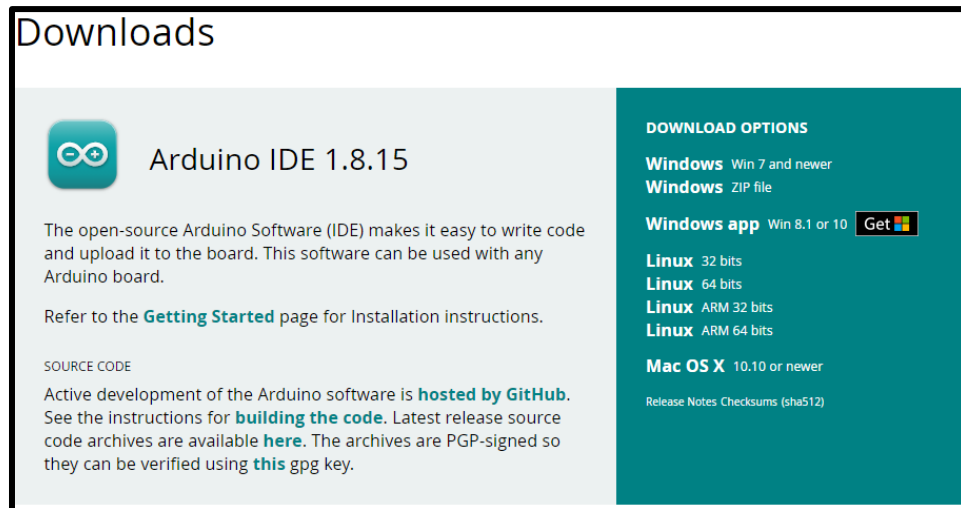 Downloads
Arduino IDE 1.8.15
The open-source Arduino Software (IDE) makes it easy to write code
and upload it to the board. This software can be used with any
Arduino board.
Refer to the Getting Started page for Installation instructions.
SOURCE CODE
Active development of the Arduino software is hosted by GitHub.
See the instructions for building the code. Latest release source
code archives are available here. The archives are PGP-signed so
they can be verified using this gpg key.
DOWNLOAD OPTIONS
Windows Win 7 and newer
Windows ZIP file
Windows app Win 8.1 or 10 Get
Linux 32 bits
Linux 64 bits
Linux ARM 32 bits
Linux ARM 64 bits
Mac OS X 10.10 or newer
Release Notes Checksums (sha512)